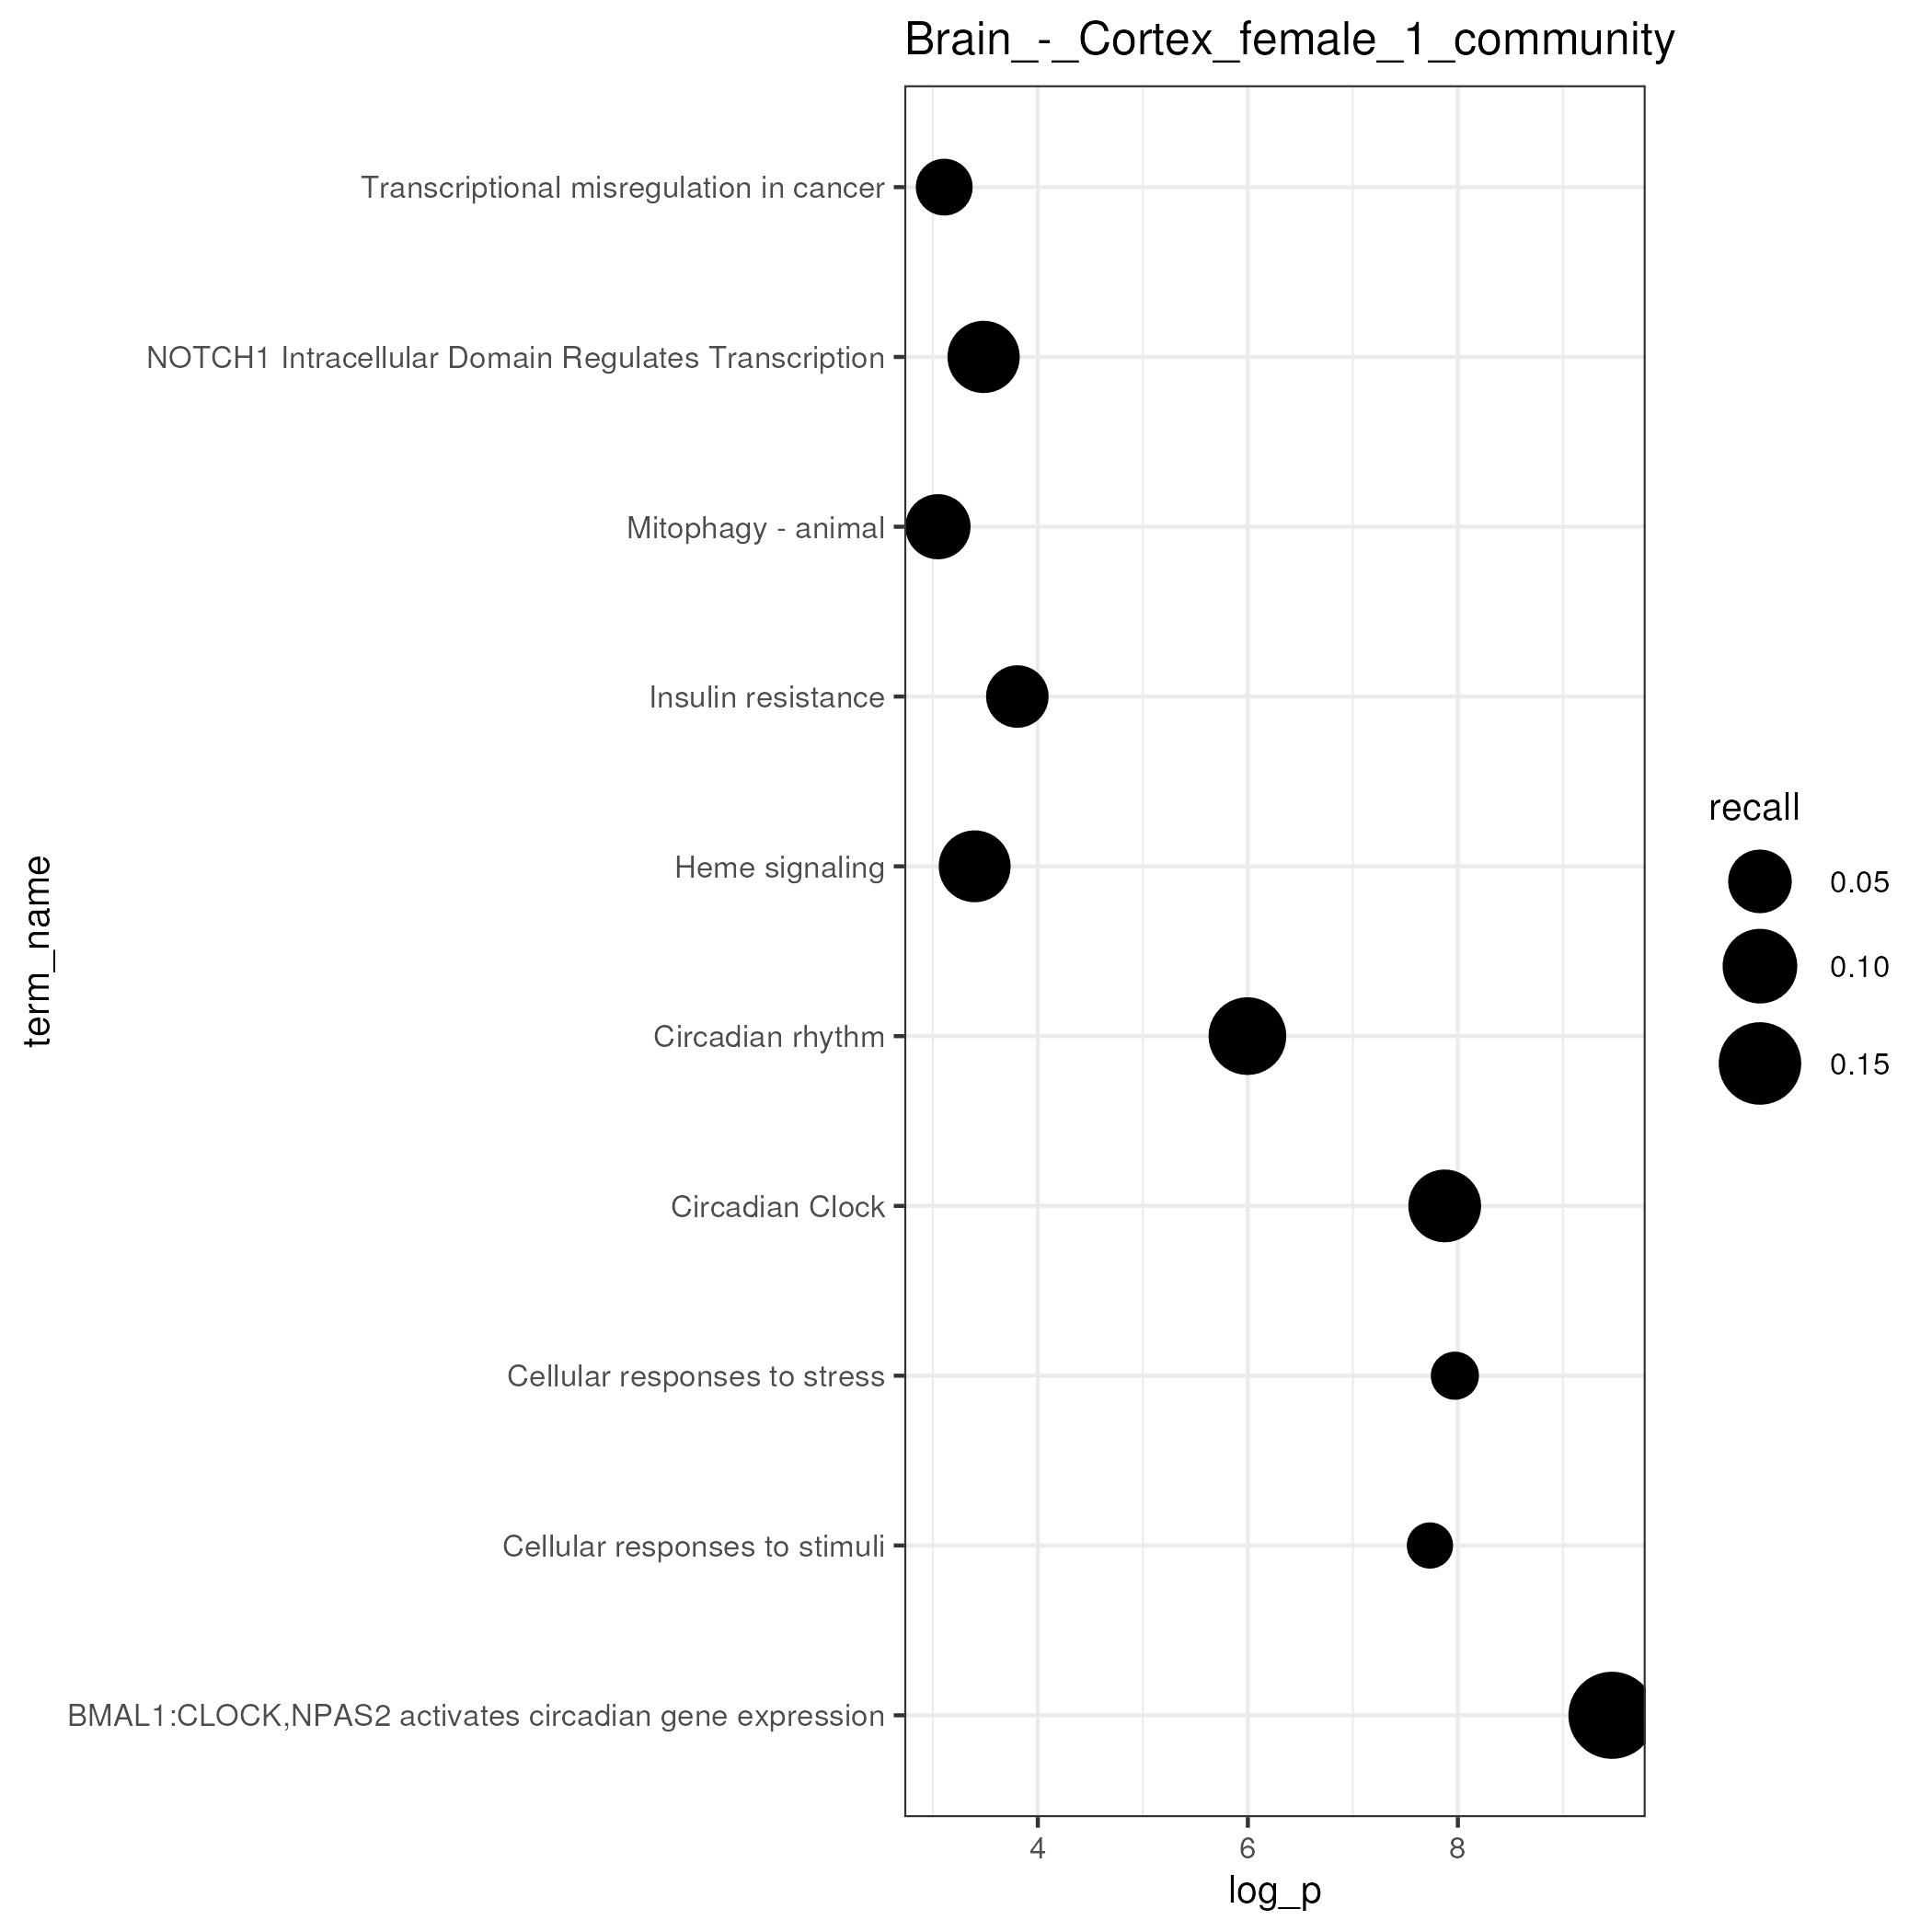 Brain_-_Cortex_female_1_community
Transcriptional misregulation in cancer
NOTCH1 Intracellular Domain Regulates Transcription
Mitophagy - animal
Insulin resistance
Heme signaling
Circadian rhythm
Circadian Clock
Cellular responses to stress
Cellular responses to stimuli
BMAL1:CLOCK,NPAS2 activates circadian gene expression
term_name
4 6 8
log_p
recall
0.05
0.10
0.15